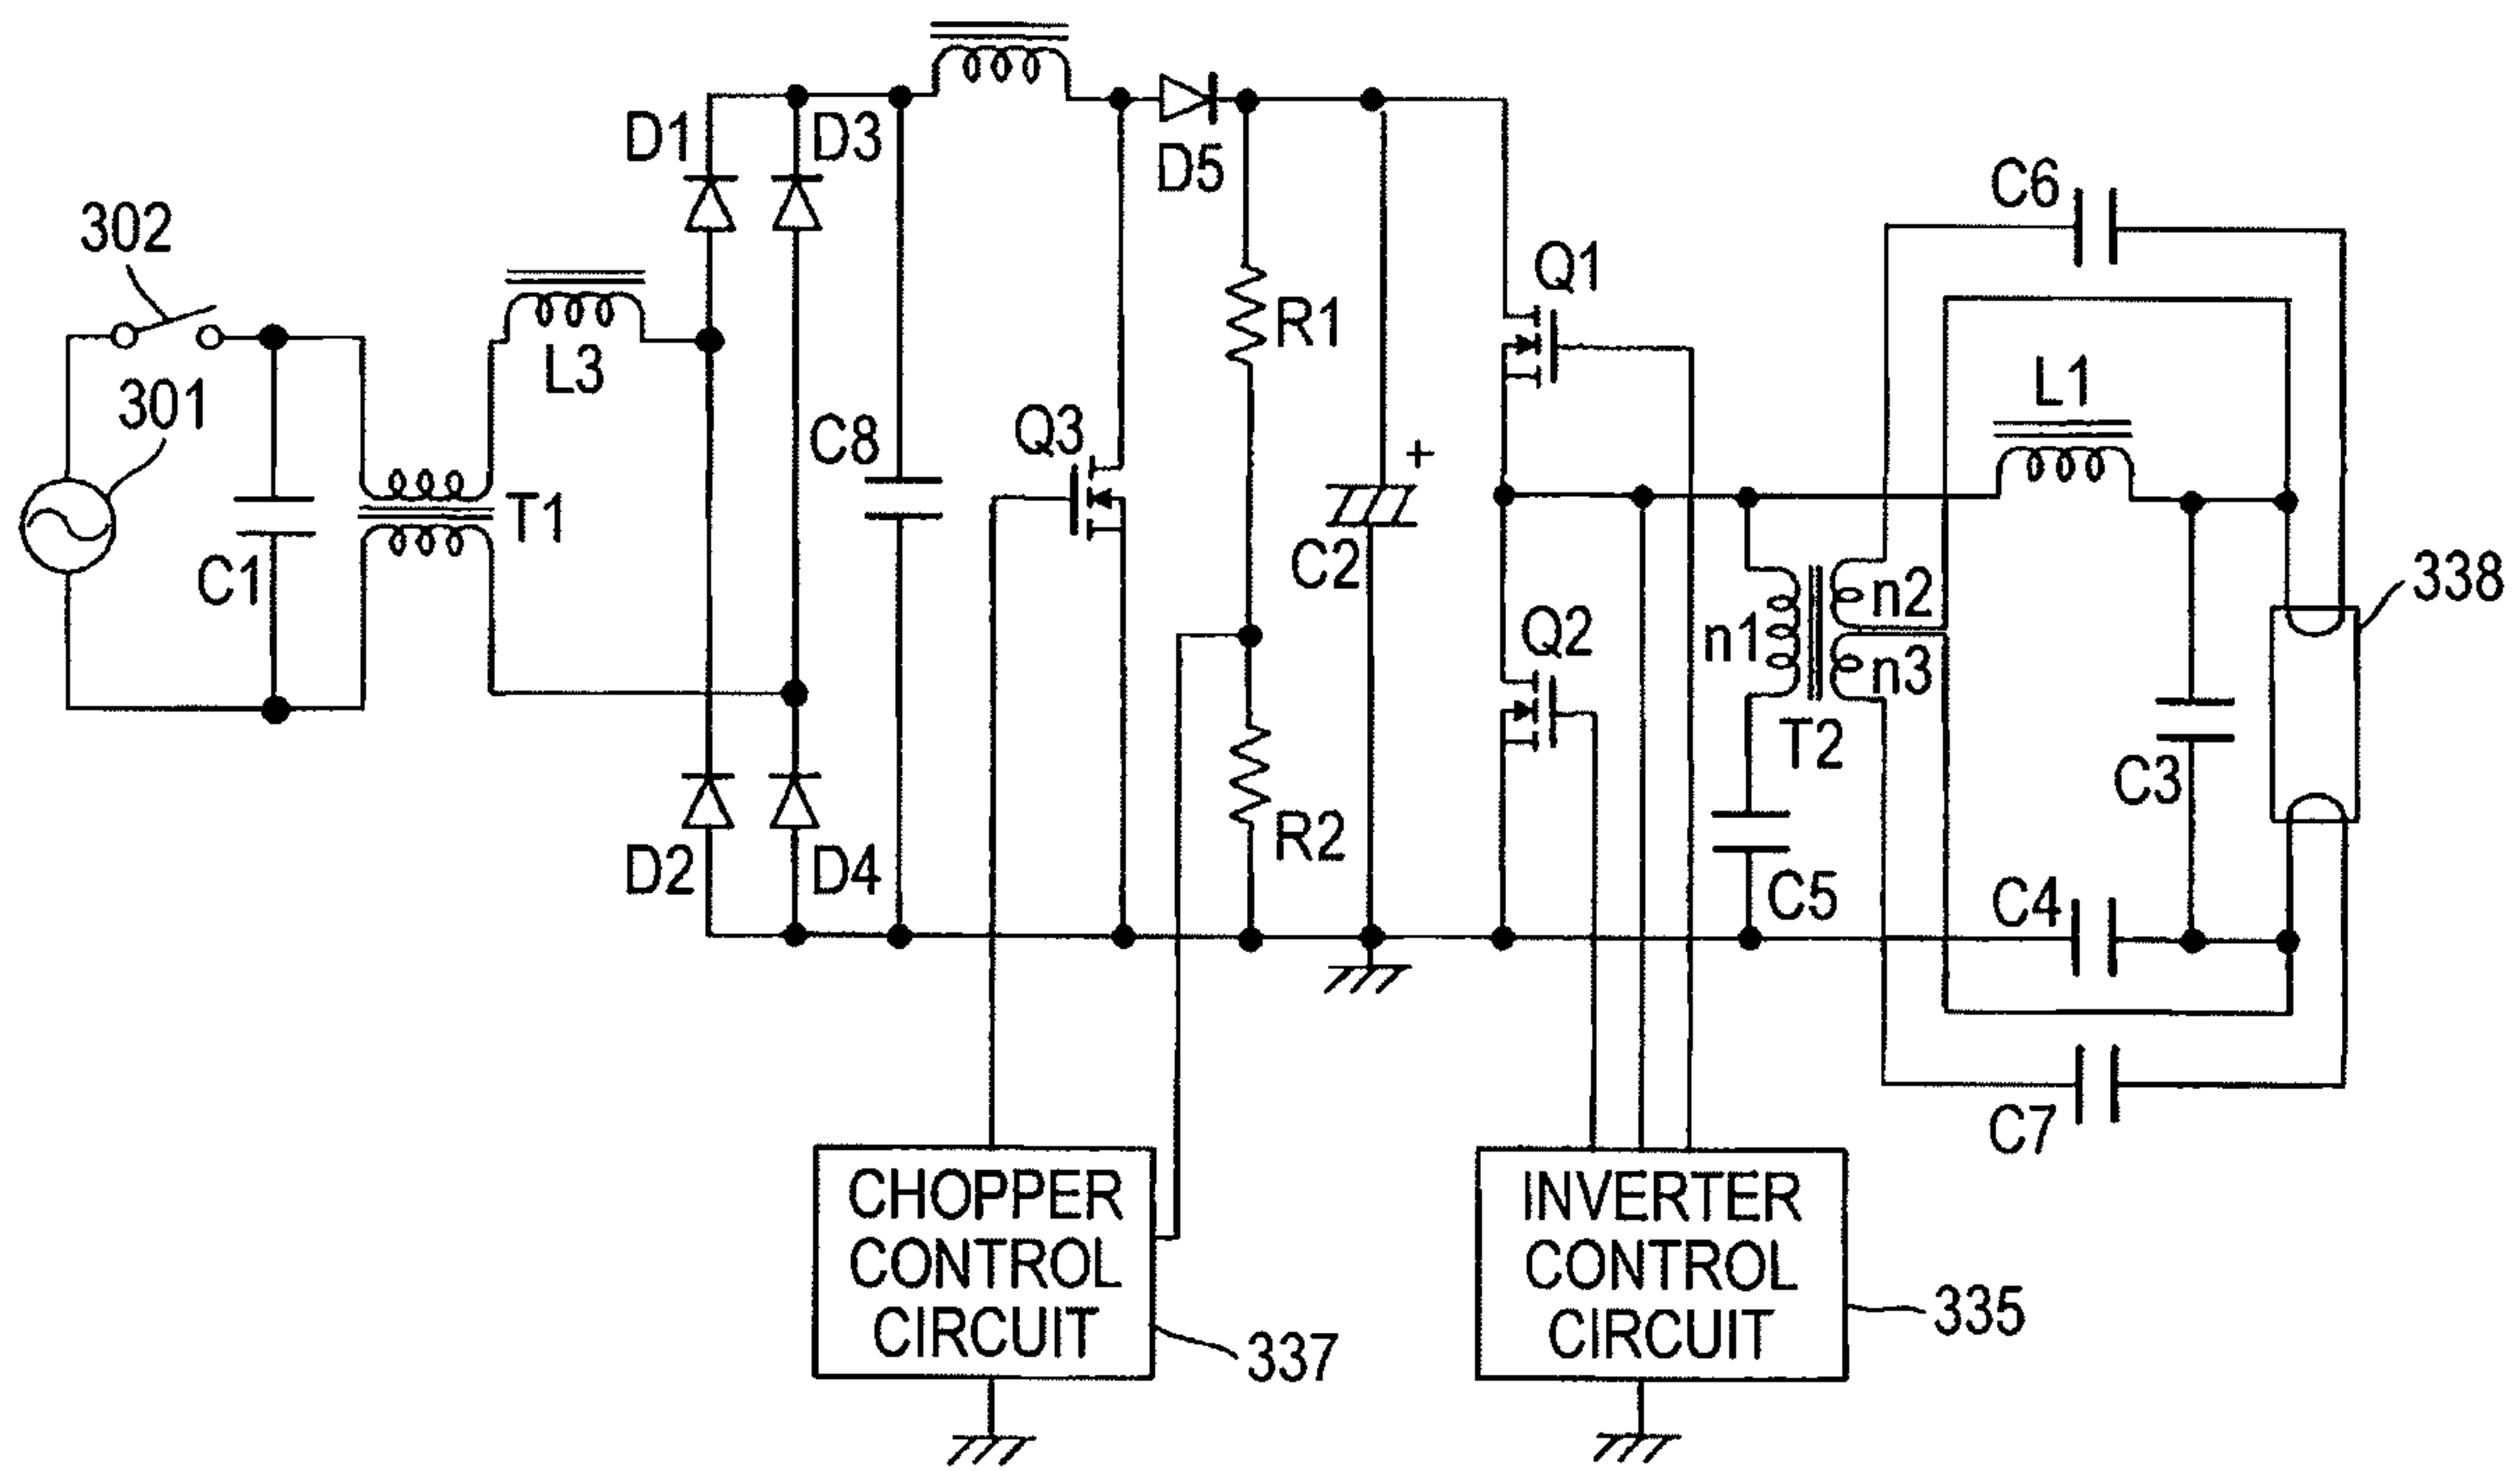 D1
D3
D5
C6
302
Q1
R1
L3
L1
301
C8
Q3
+
T1
C1
C2
338
n2
Q2
n1
n3
T2
C3
R2
D2
D4
C5
C4
C7
CHOPPER
CONTROL
CIRCUIT
337
INVERTER
CONTROL
CIRCUIT
335